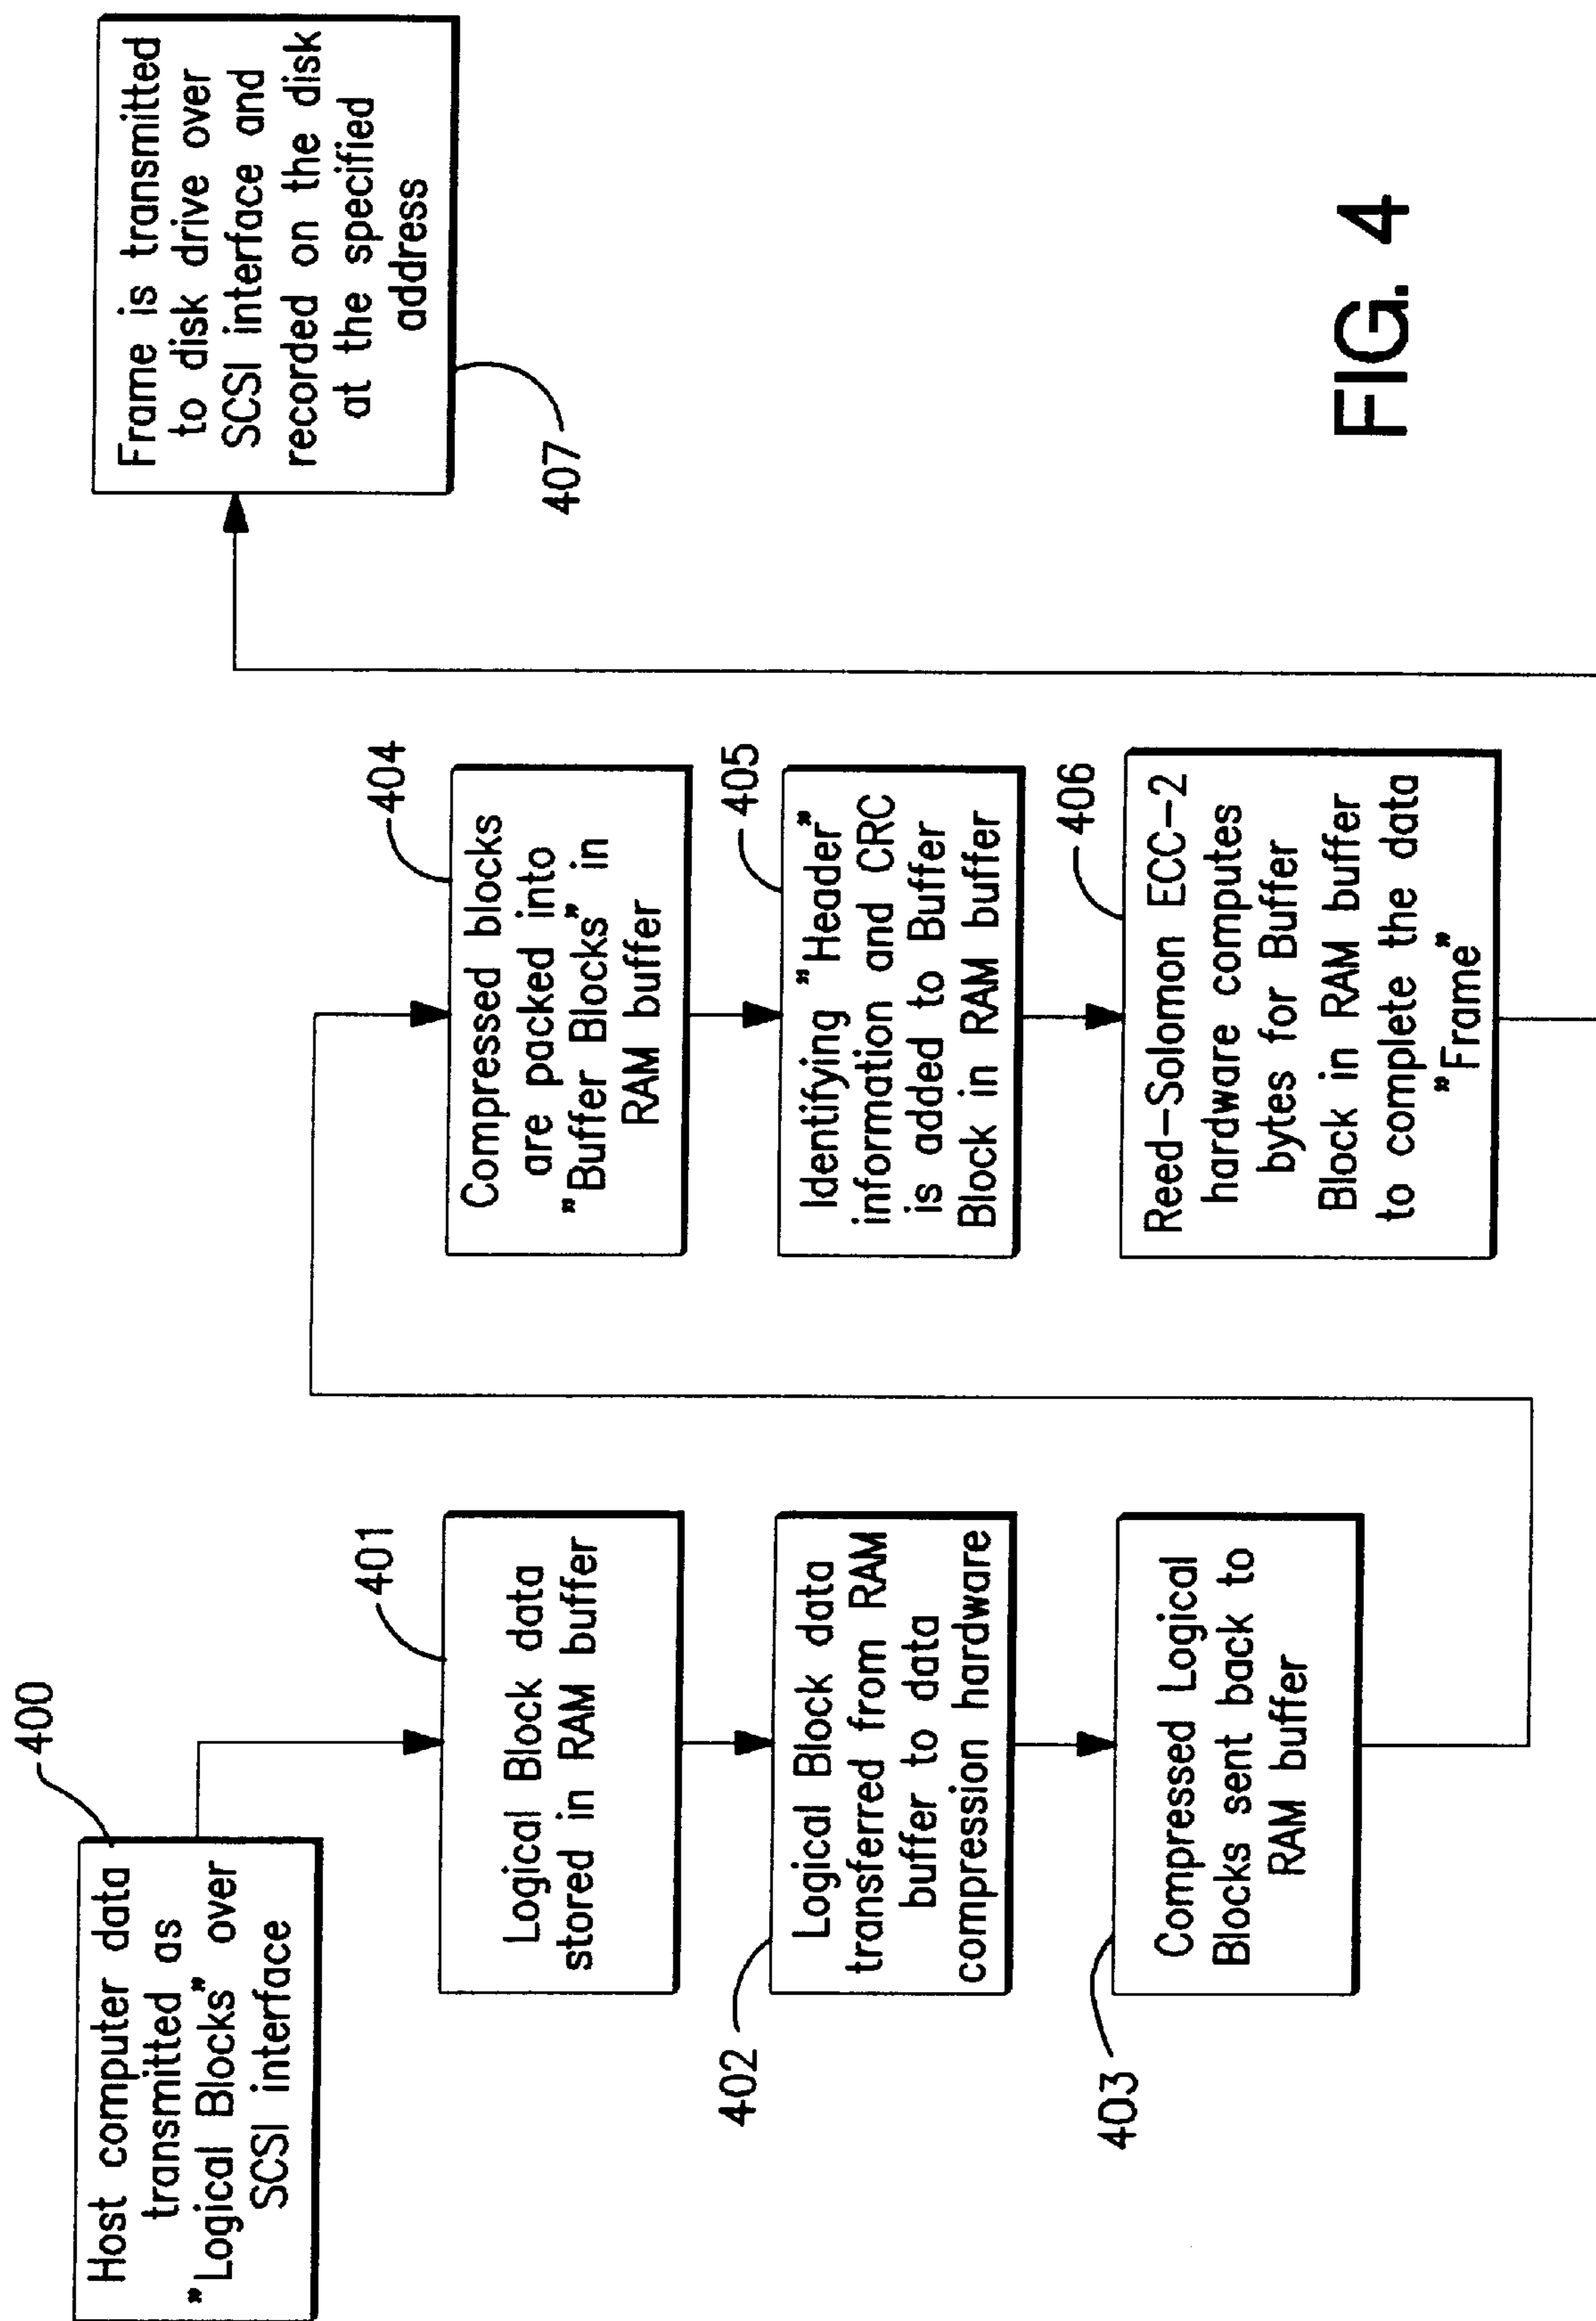 400
Host computer data
transmitted as
"Logical Blocks" over
SCSI interface
401
Logical Block data
stored in RAM buffer
402
Logical Block data
transferred from RAM
buffer to data
compression hardware
403
Compressed Logical
Blocks sent back to
RAM buffer
404
Compressed blocks
are packed into
"Buffer Blocks" in
RAM buffer
405
Identifying "Header"
information and CRC
is added to Buffer
Block in RAM buffer
406
Reed-Solomon ECC-2
hardware computes
bytes for Buffer
Block in RAM buffer
to complete the data
"Frame"
Frame is transmitted
to disk drive over
SCSI interface and
recorded on the disk
at the specified
address
407
FIG. 4